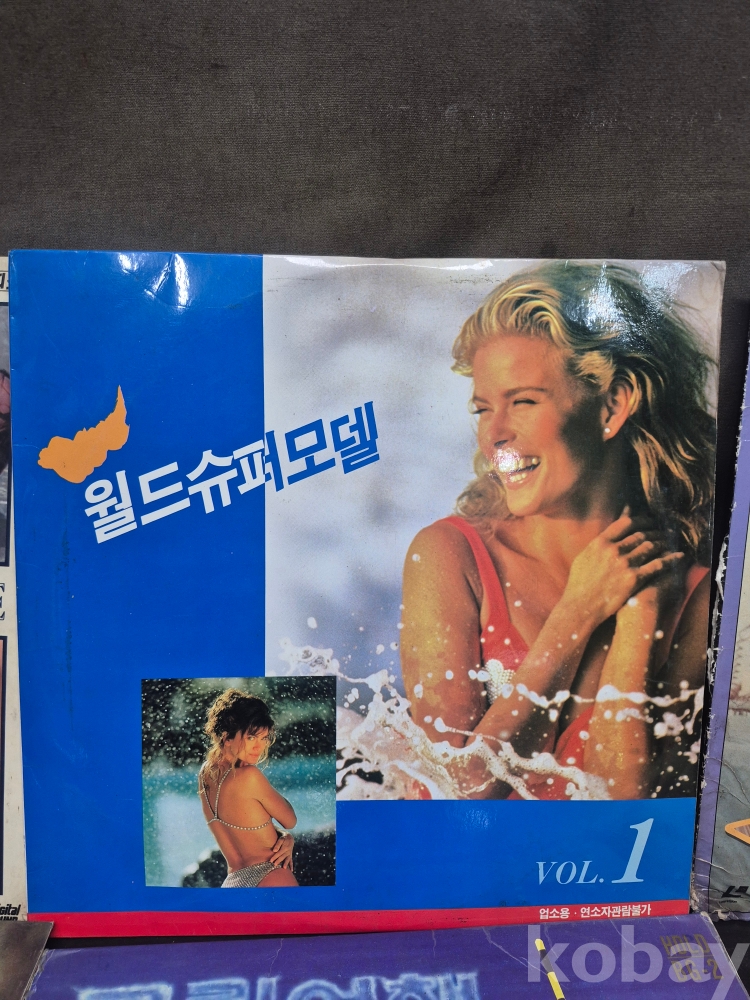 월드슈퍼모델
VOL. 1
업소용 · 연소자관람불가
kobay